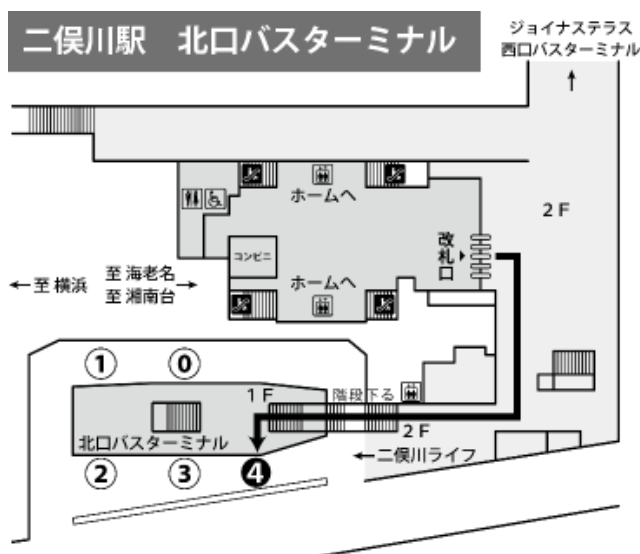 二俣川駅 北口バスターミナル
ジョイナステラス
西口バスターミナル
ホームへ
2F
コンビニ
改札口
ホームへ
至 横浜
至 海老名
至 湘南台
1
0
1F
階段下る
北口バスターミナル
2F
二俣川ライフ
2
3
4